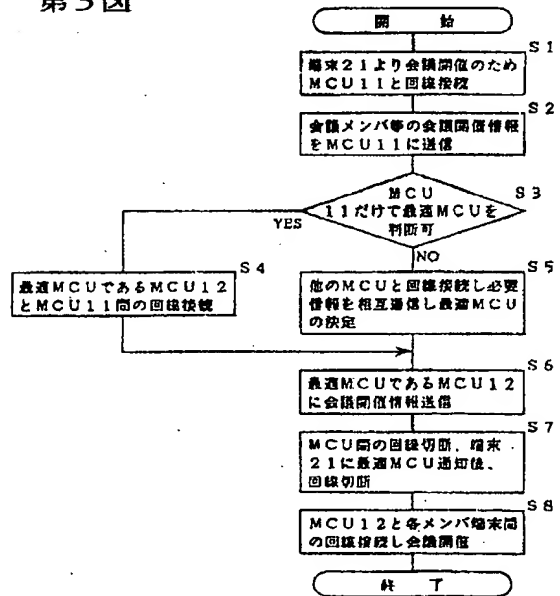 第3図
開始
S1
端末21より会議開催のため
MCU11と回線接続
S2
会議メンバ等の会議開催情報
をMCU11に送信
S3
MCU
11だけで最適MCUを
判断可
YES
NO
S4
最適MCUであるMCU12
とMCU11間の回線接続
S5
他のMCUと回線接続し必要
情報を相互通信し最適MCU
の決定
S6
最適MCUであるMCU12
に会議開催情報送信
S7
MCU間の回線切断、端末
21に最適MCU通知後、
回線切断
S8
MCU12と各メンバ端末間
の回線接続し会議開催
終了